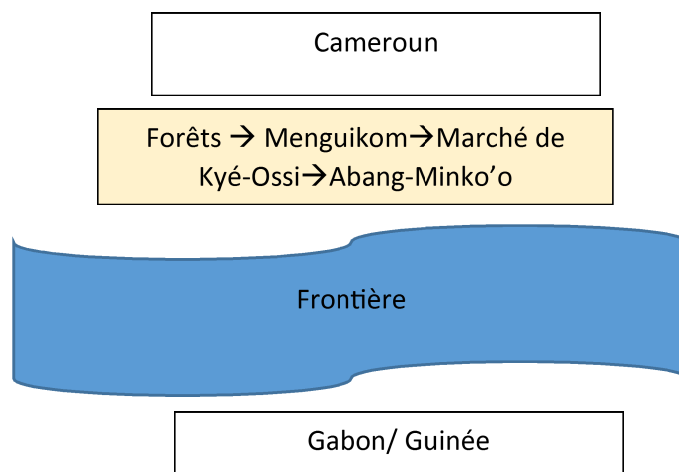 Cameroun
Forêts → Menguikom→Marché de
Kyé-Ossi→Abang-Minko’o
Frontière
Gabon/ Guinée